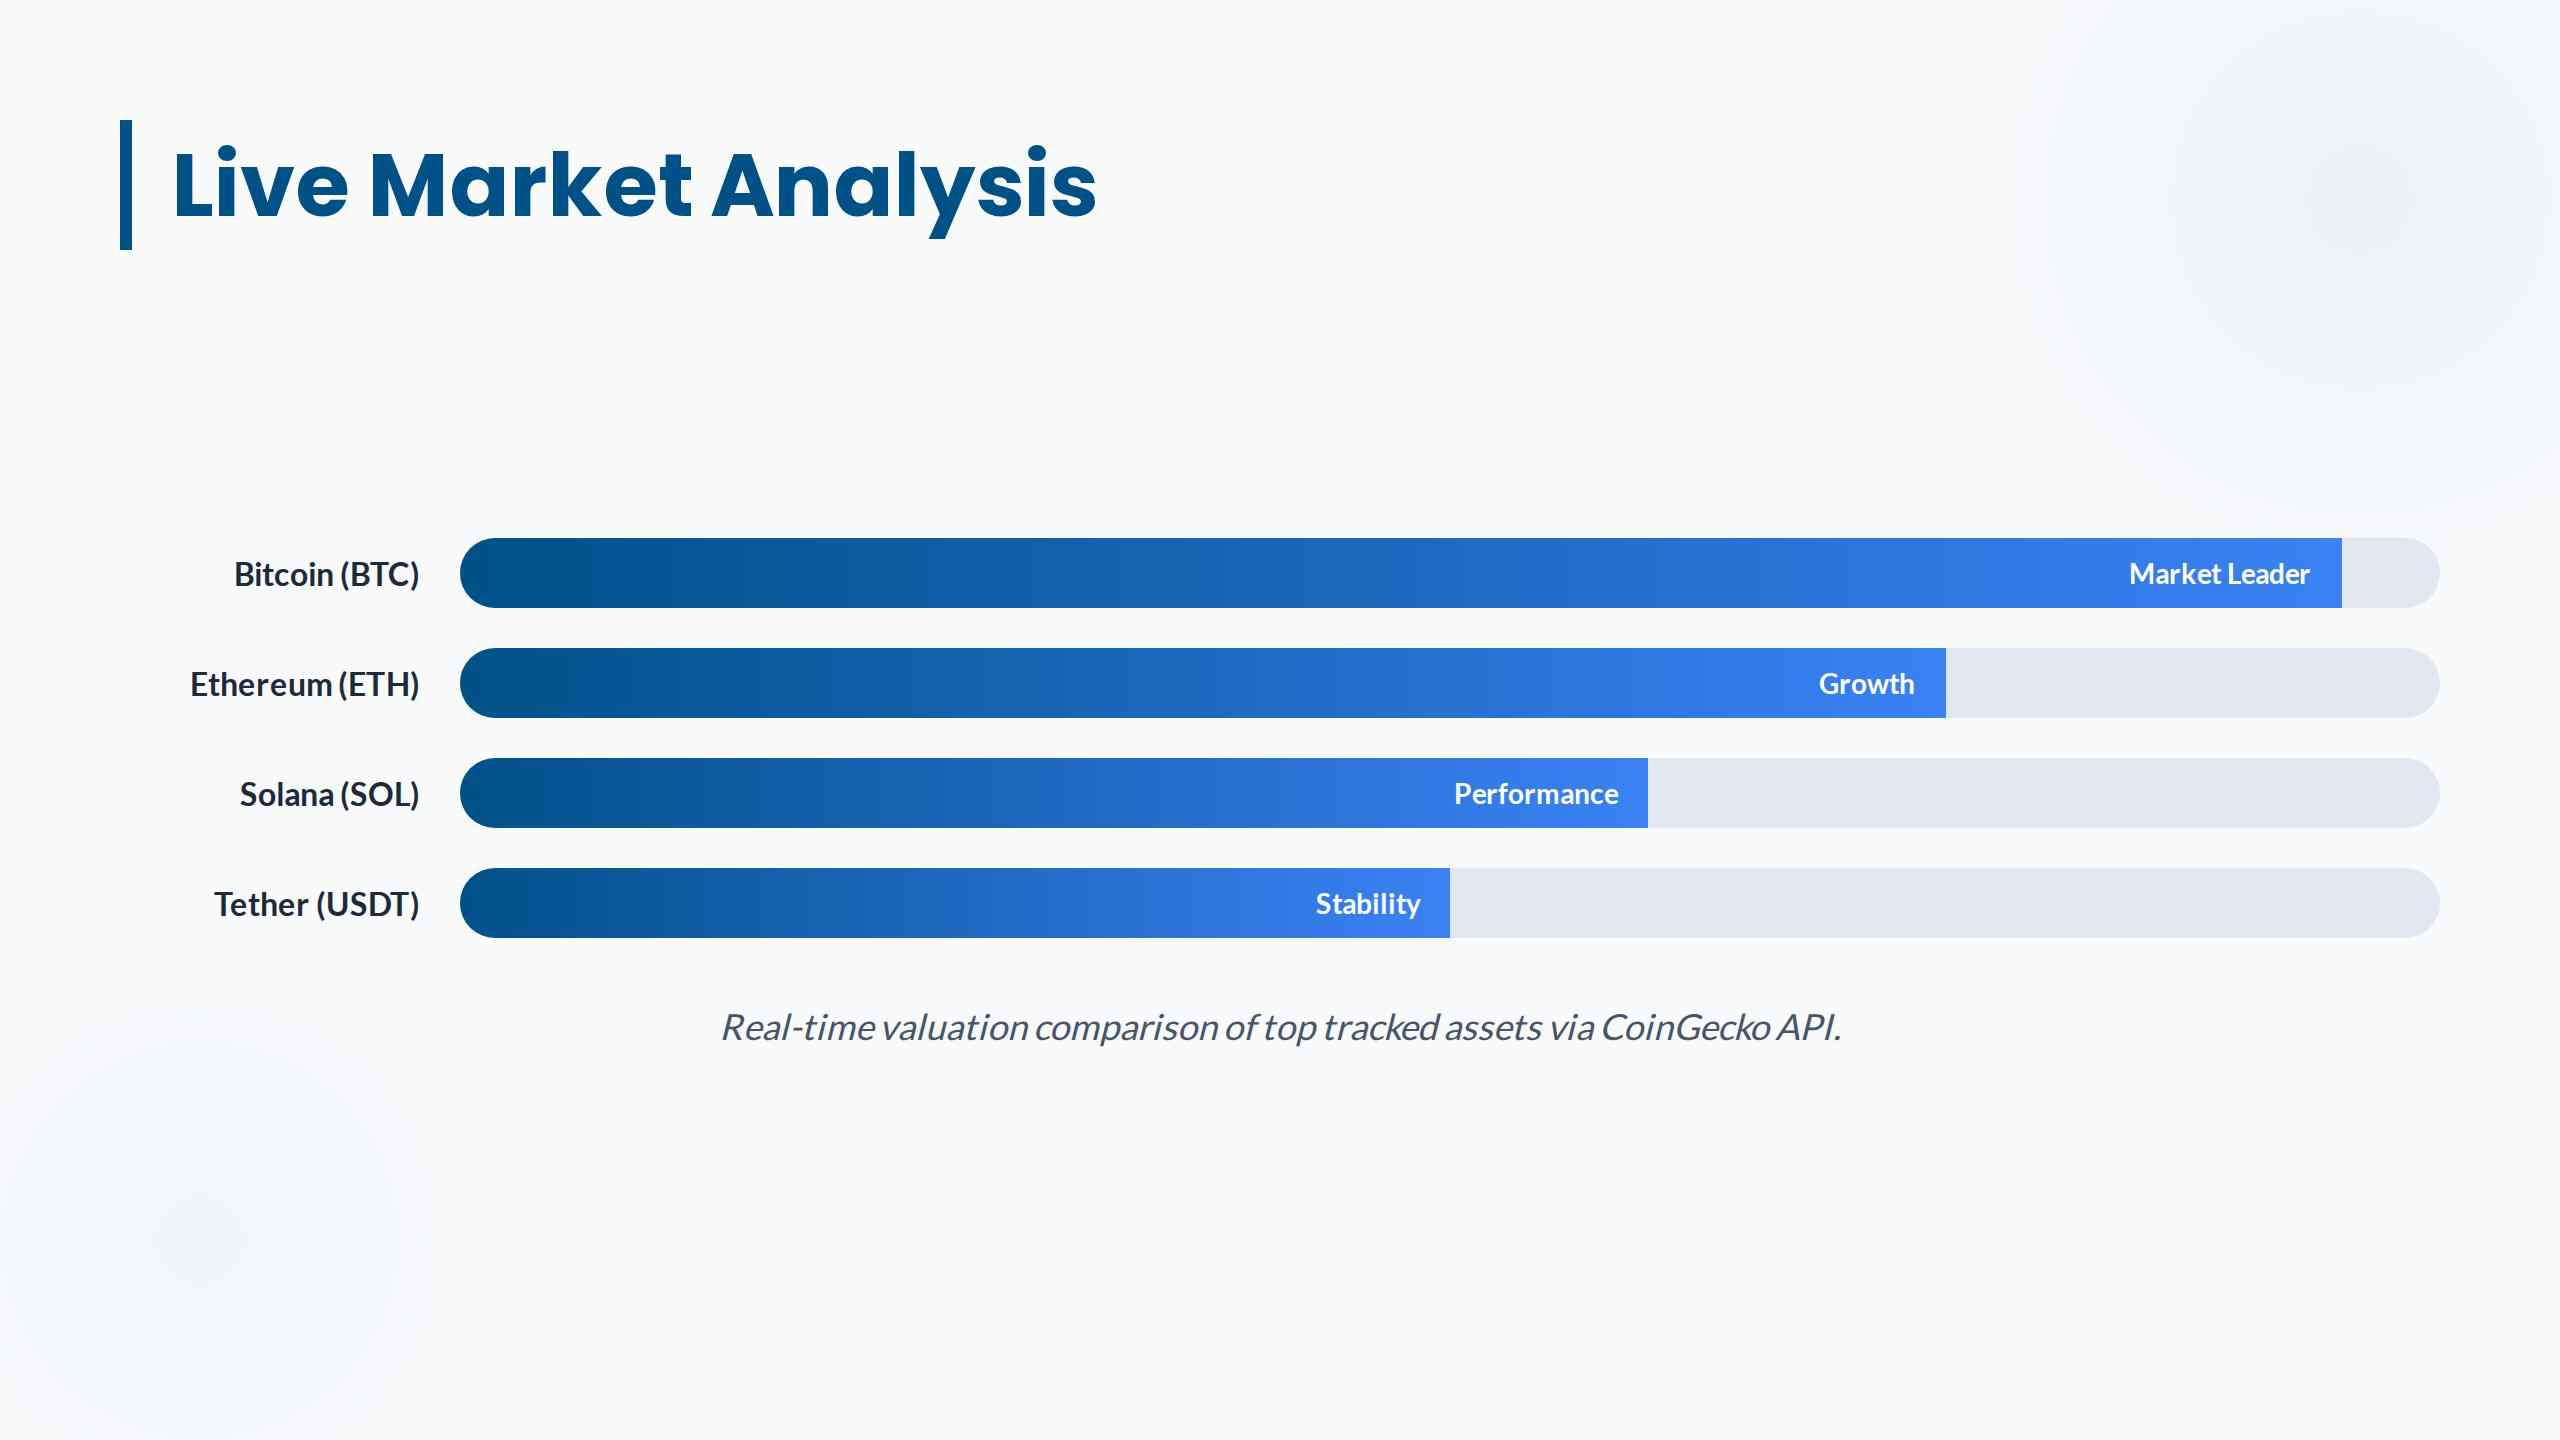 Live Market Analysis
Bitcoin (BTC)
Market Leader
Ethereum (ETH)
Growth
Solana (SOL)
Performance
Tether (USDT)
Stability
Real-time valuation comparison of top tracked assets via CoinGecko API.